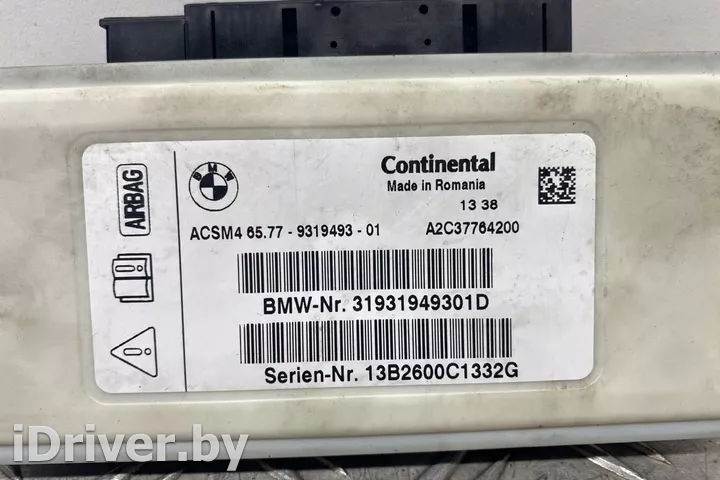 AIRBAG
BMW
Continental
Made in Romania
13 38
ACSM4 65.77 - 9319493 - 01 A2C37764200
BMW-Nr. 31931949301D
Serien-Nr. 13B2600C1332G
iDriver.by